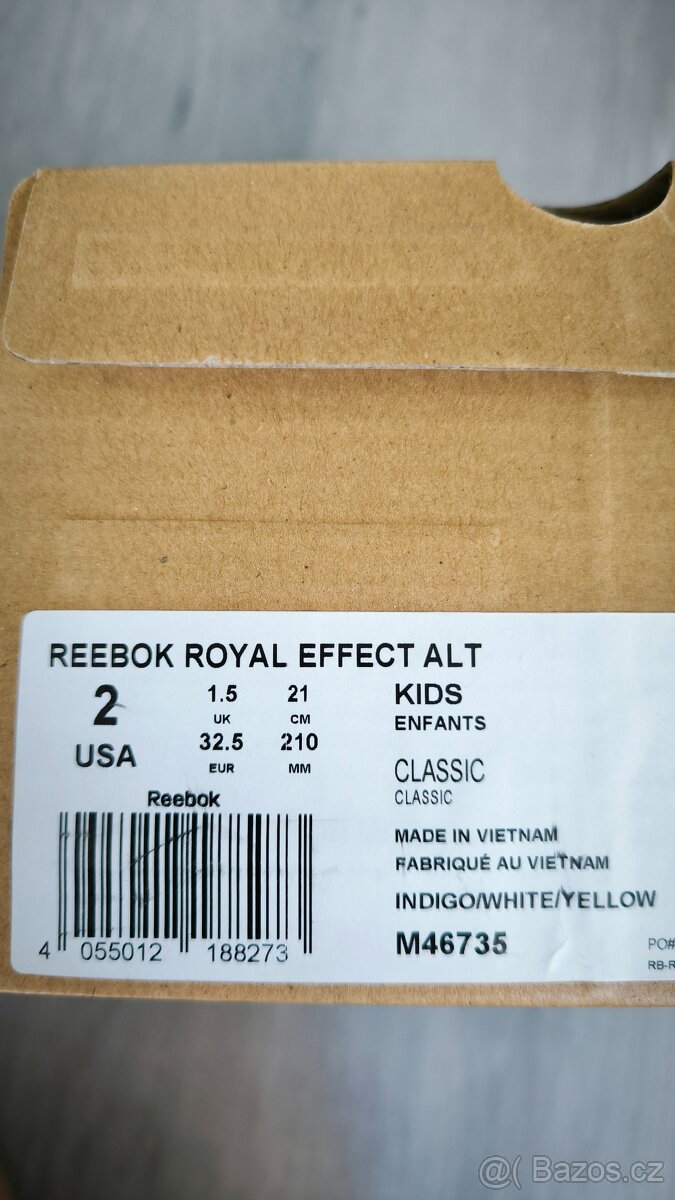 REEBOK ROYAL EFFECT ALT
2
USA
1.5 21
UK CM
32.5 210
EUR MM
KIDS
ENFANTS
CLASSIC
CLASSIC
Reebok
MADE IN VIETNAM
FABRIQUÉ AU VIETNAM
INDIGO/WHITE/YELLOW
M46735
4 055012 188273
PO#
RB-R
@( Bazos.cz